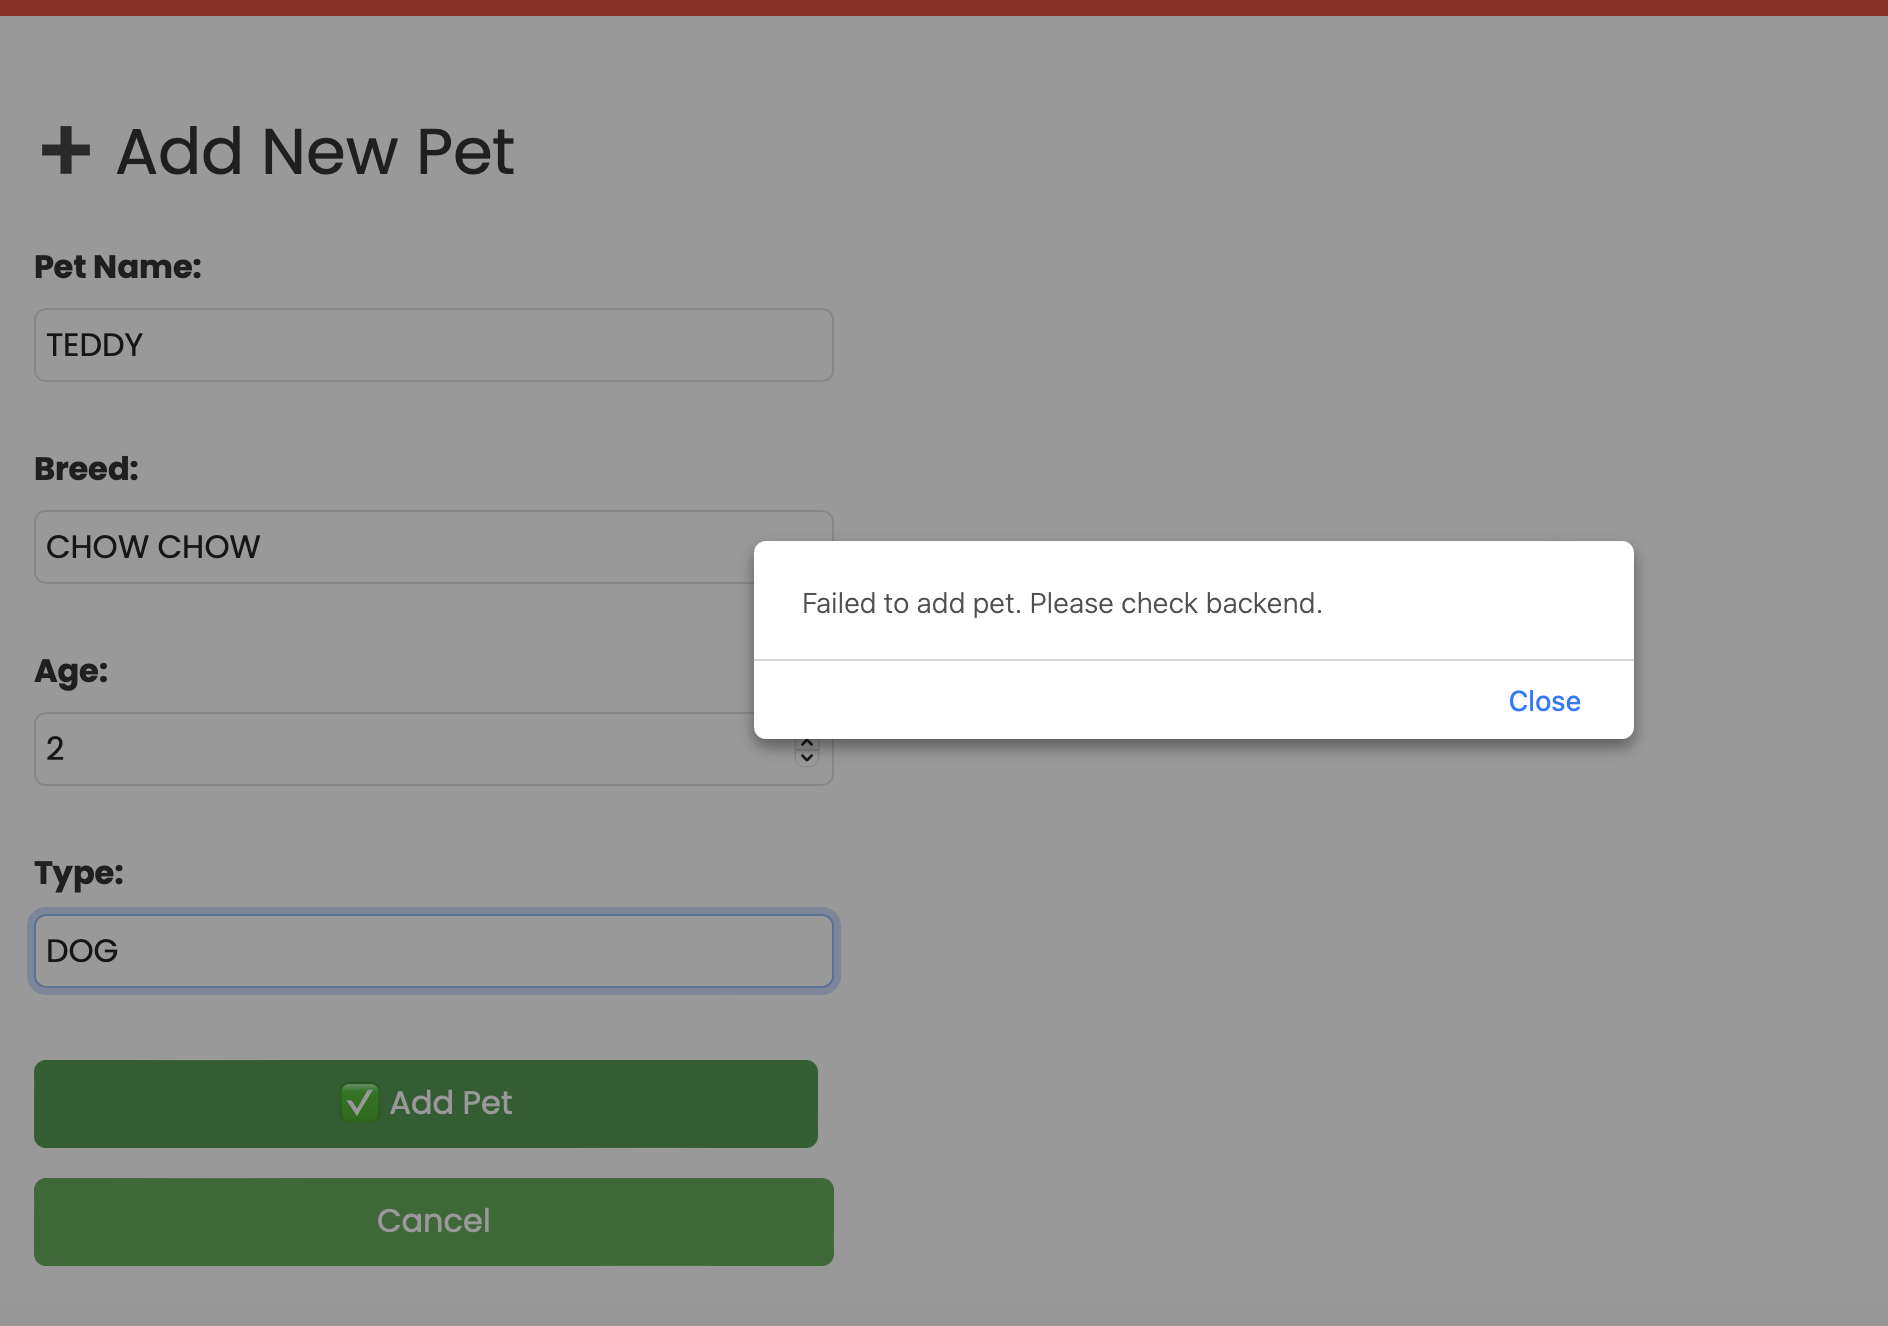 ➕ Add New Pet
Pet Name:
TEDDY
Breed:
CHOW CHOW
Failed to add pet. Please check backend.
Age:
Close
2
Type:
DOG
✅ Add Pet
Cancel